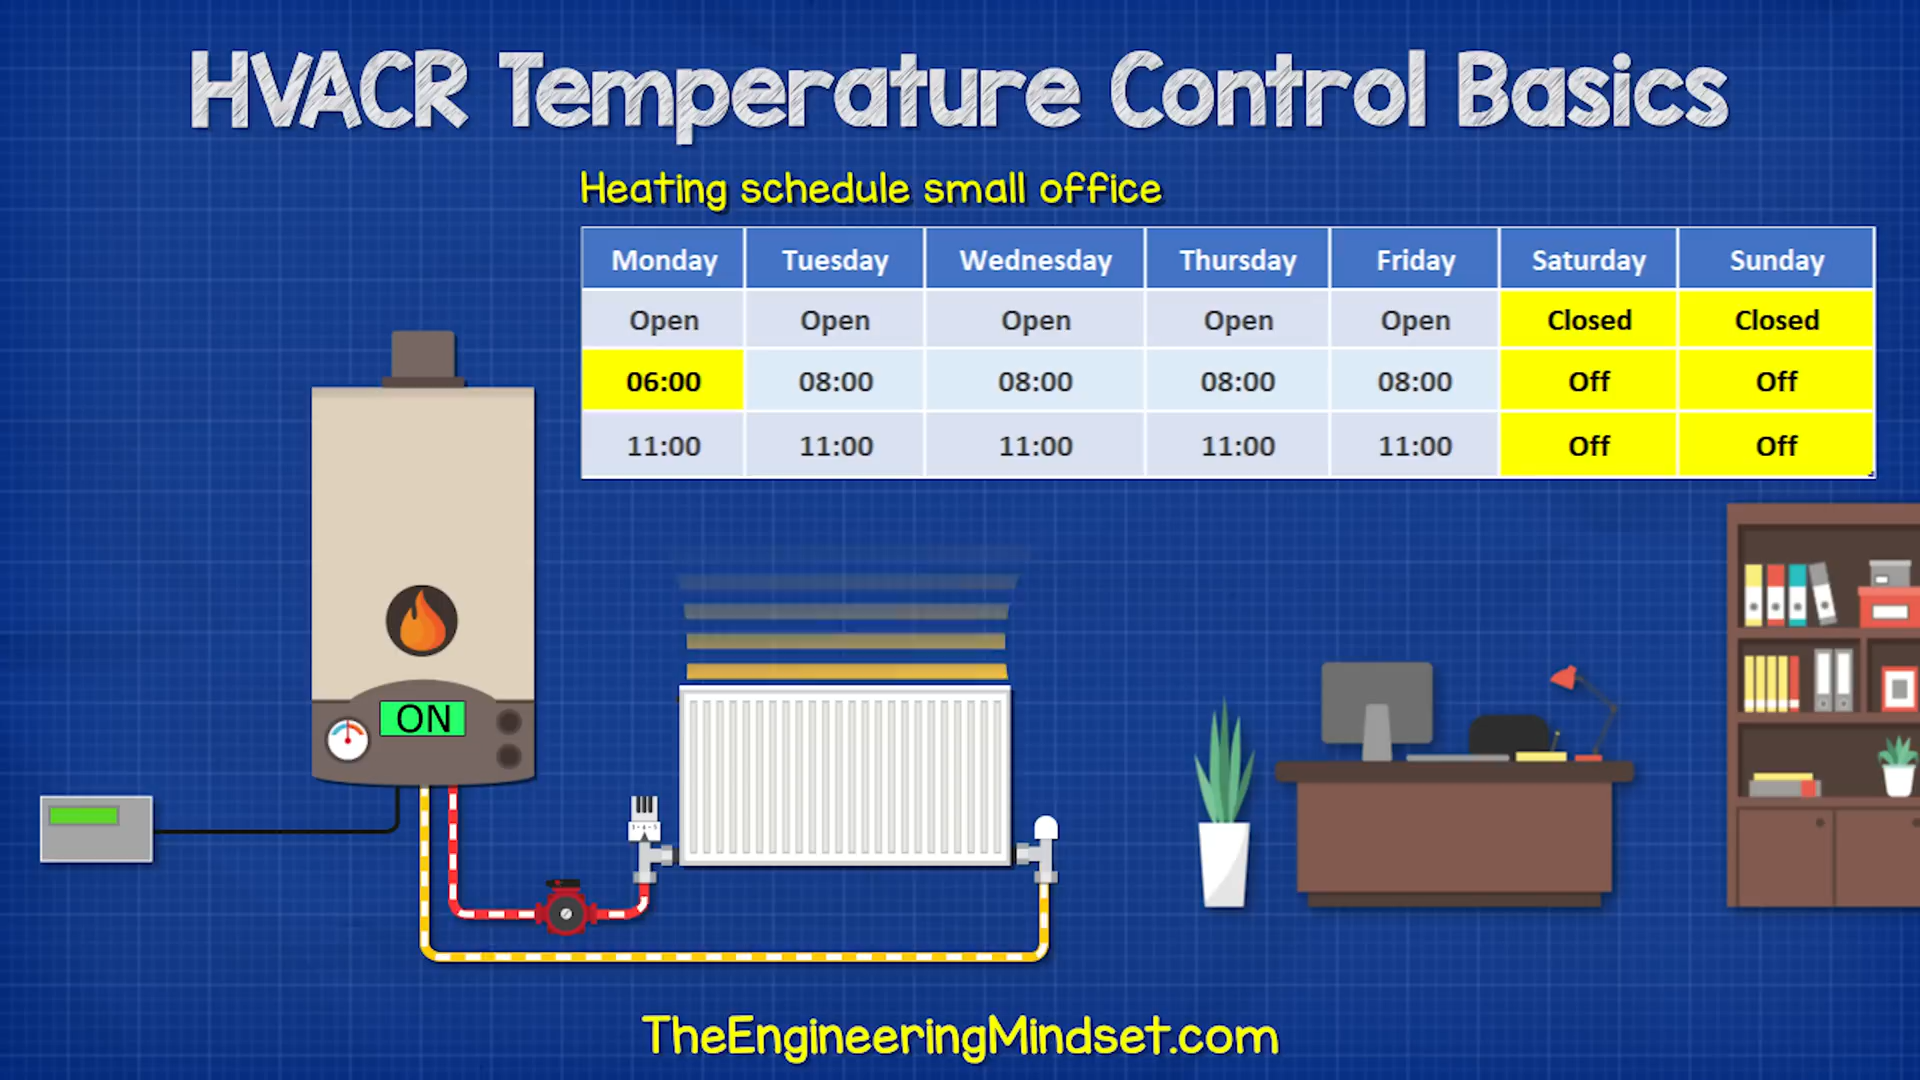 HVACR Temperature Control Basics
Heating schedule small office
Monday Tuesday Wednesday Thursday Friday Saturday Sunday
Open Open Open Open Open Closed Closed
06:00 08:00 08:00 08:00 08:00 Off Off
11:00 11:00 11:00 11:00 11:00 Off Off
ON
TheEngineeringMindset.com